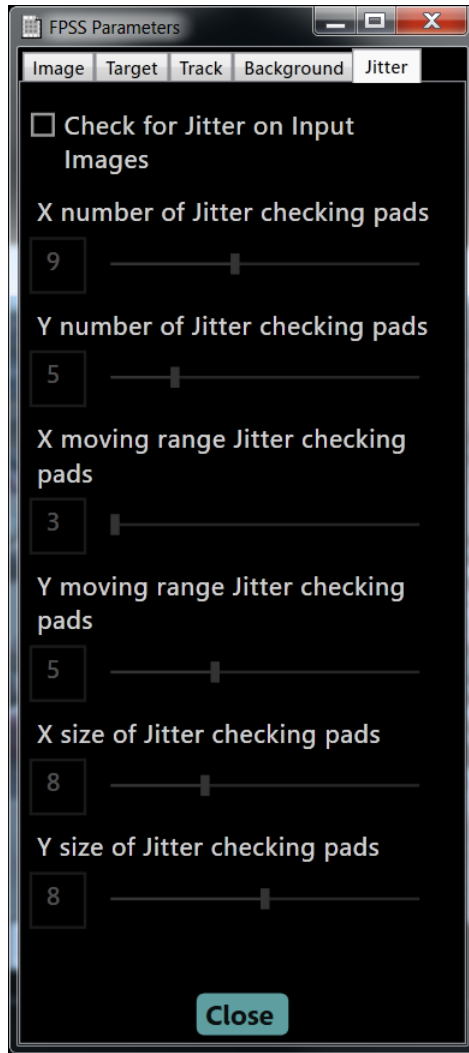 FPSS Parameters
Image Target Track Background Jitter
Check for Jitter on Input
Images
X number of Jitter checking pads
9
Y number of Jitter checking pads
5
X moving range Jitter checking
pads
3
Y moving range Jitter checking
pads
5
X size of Jitter checking pads
8
Y size of Jitter checking pads
8
Close